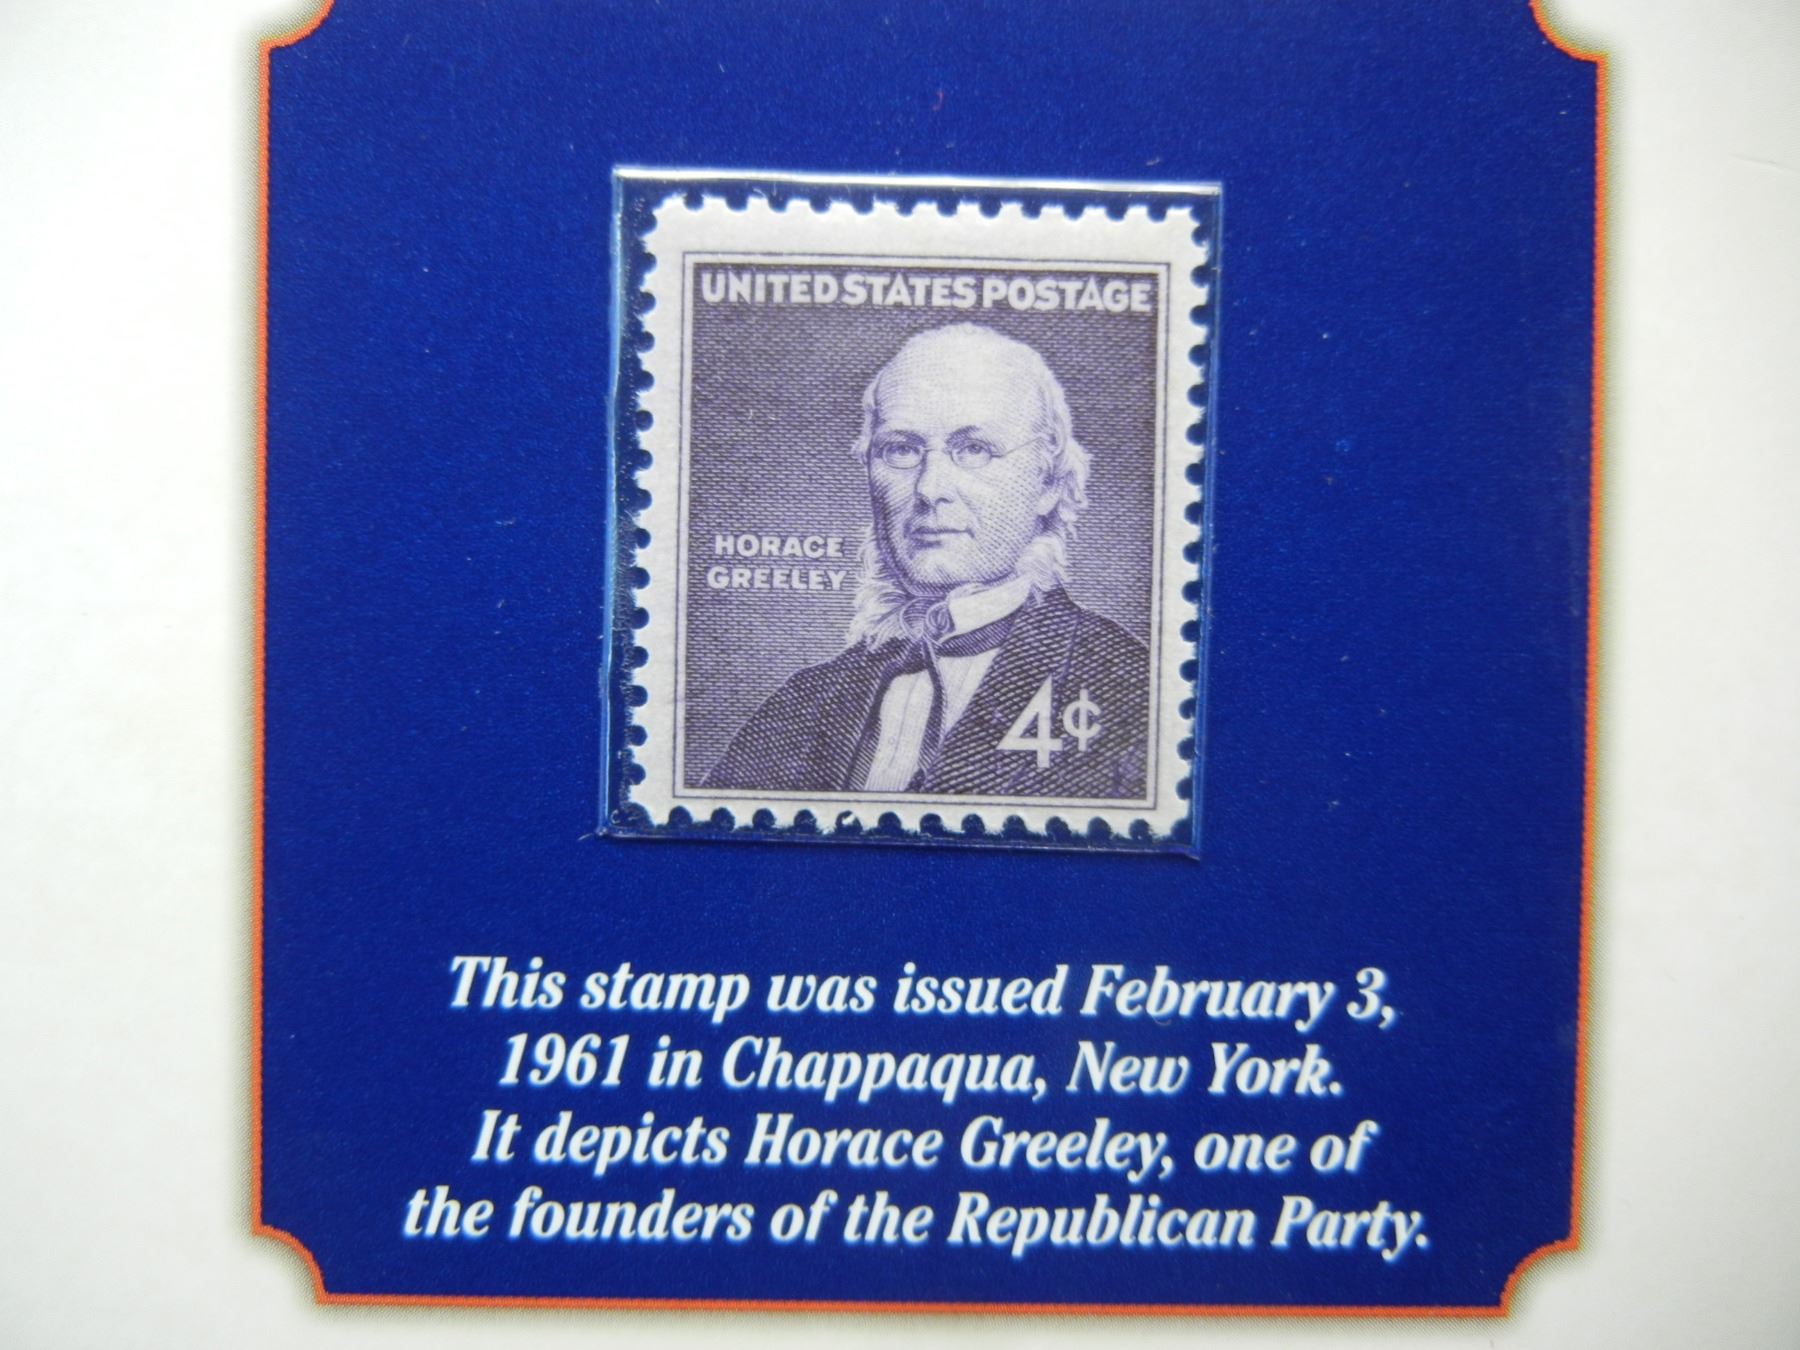 UNITED STATES POSTAGE
HORACE
GREELEY
4¢
This stamp was issued February 3,
1961 in Chappaqua, New York.
It depicts Horace Greeley, one of
the founders of the Republican Party.